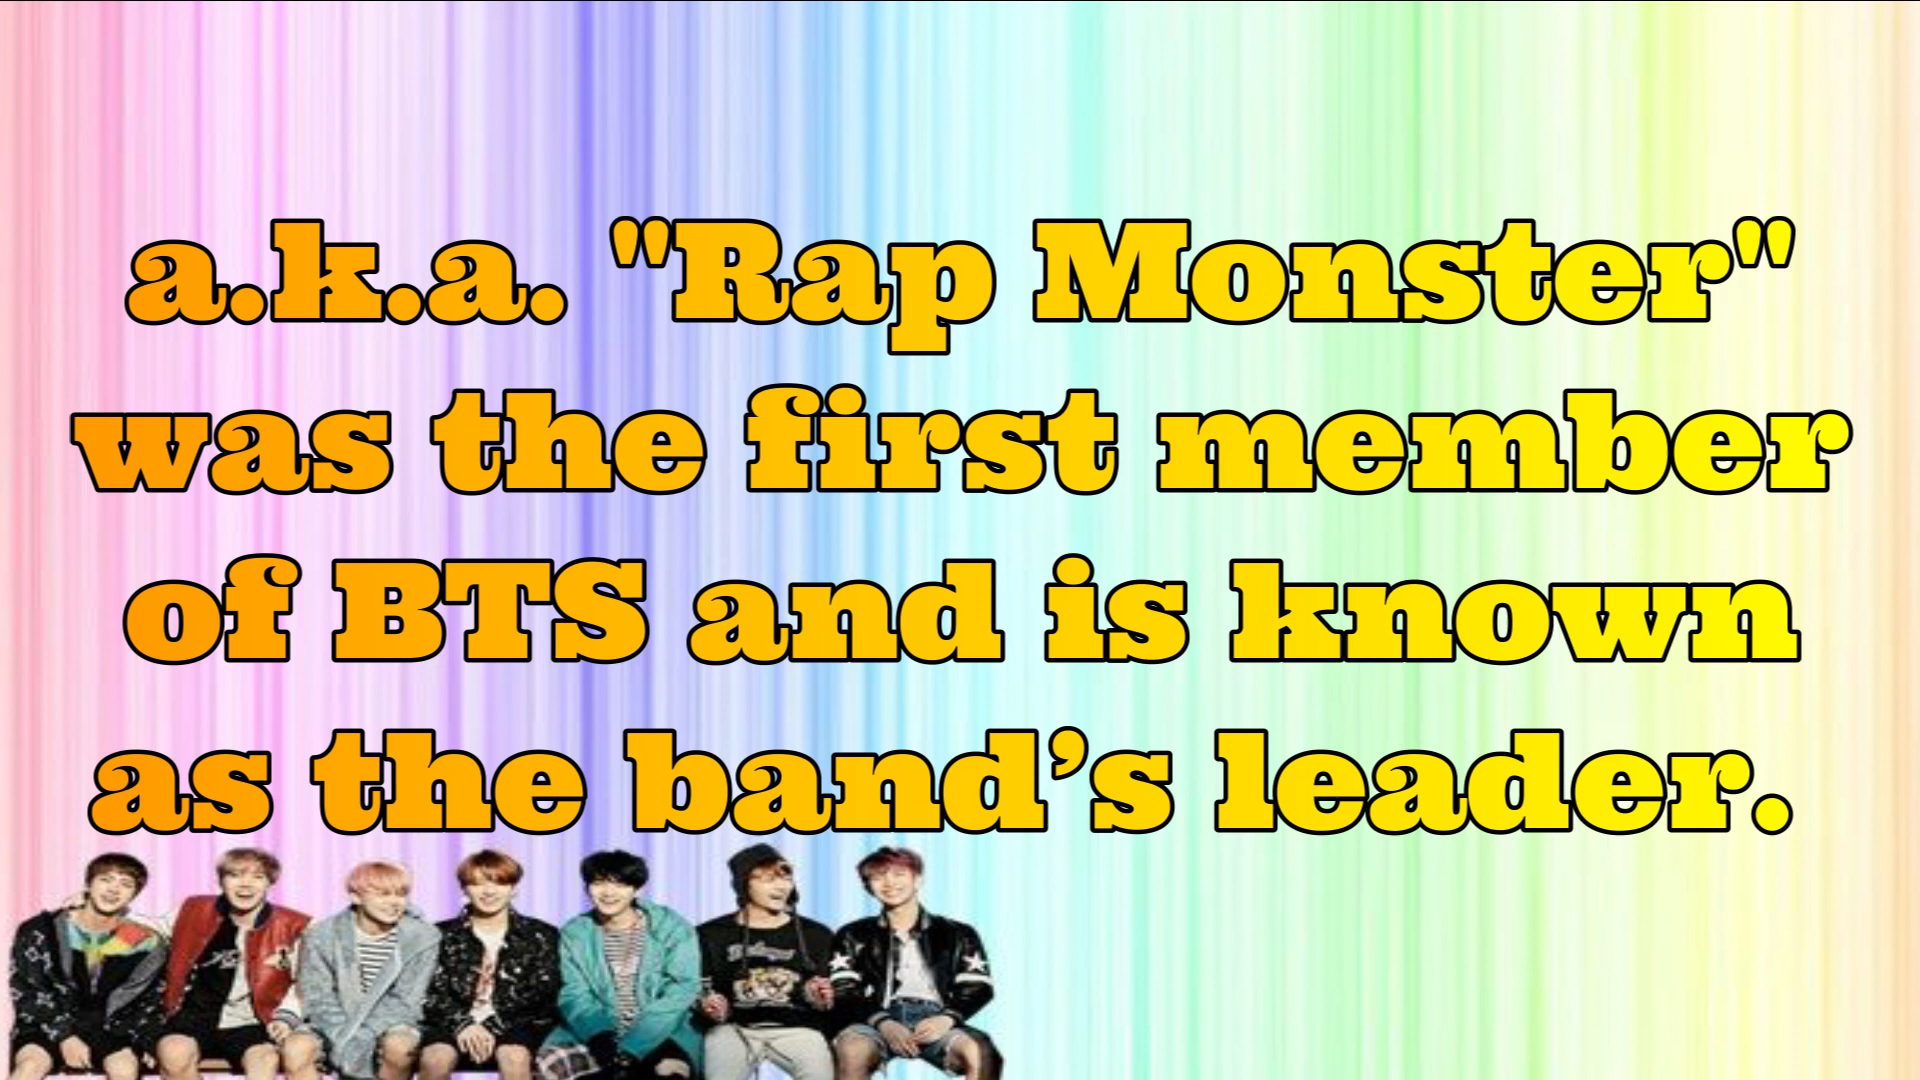 a.k.a. "Rap Monster"
was the first member
of BTS and is known
as the band’s leader.